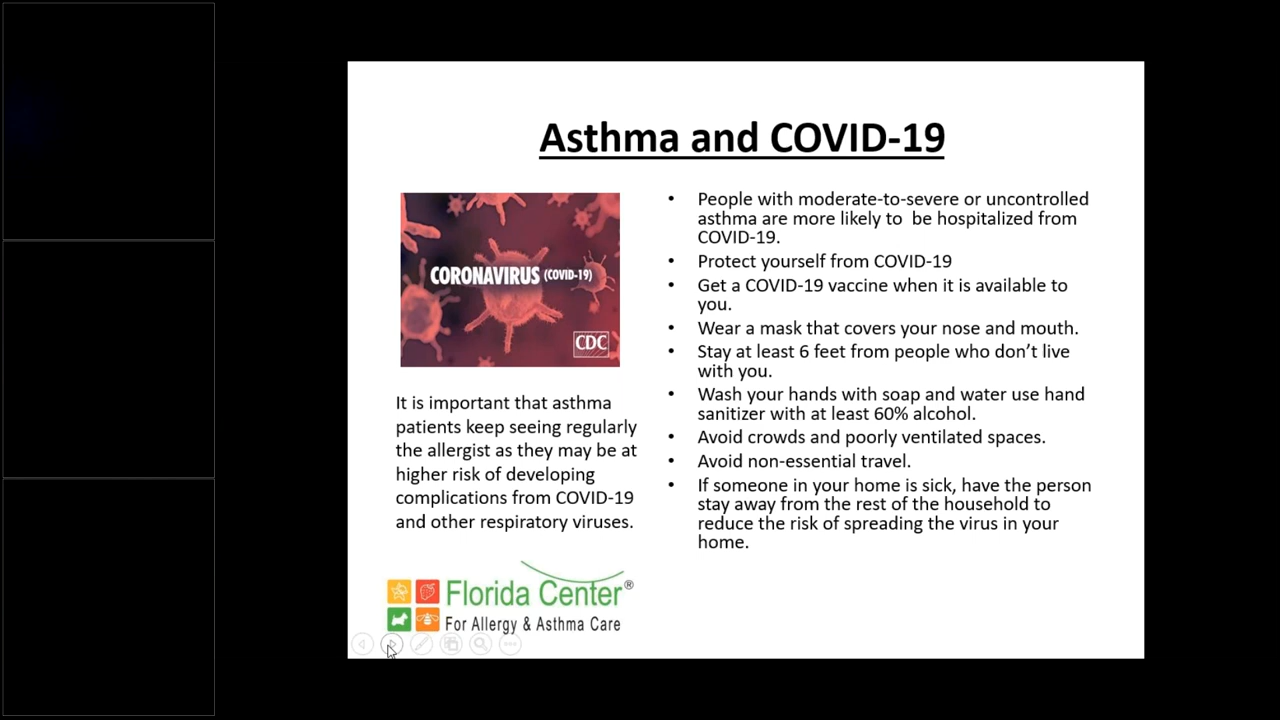 Asthma and COVID-19
CORONAVIRUS (COVID-19)
CDC
It is important that asthma
patients keep seeing regularly
the allergist as they may be at
higher risk of developing
complications from COVID-19
and other respiratory viruses.
• People with moderate-to-severe or uncontrolled
asthma are more likely to  be hospitalized from
COVID-19.
• Protect yourself from COVID-19
• Get a COVID-19 vaccine when it is available to
you.
• Wear a mask that covers your nose and mouth.
• Stay at least 6 feet from people who don’t live
with you.
• Wash your hands with soap and water use hand
sanitizer with at least 60% alcohol.
• Avoid crowds and poorly ventilated spaces.
• Avoid non-essential travel.
• If someone in your home is sick, have the person
stay away from the rest of the household to
reduce the risk of spreading the virus in your
home.
Florida Center®
For Allergy & Asthma Care